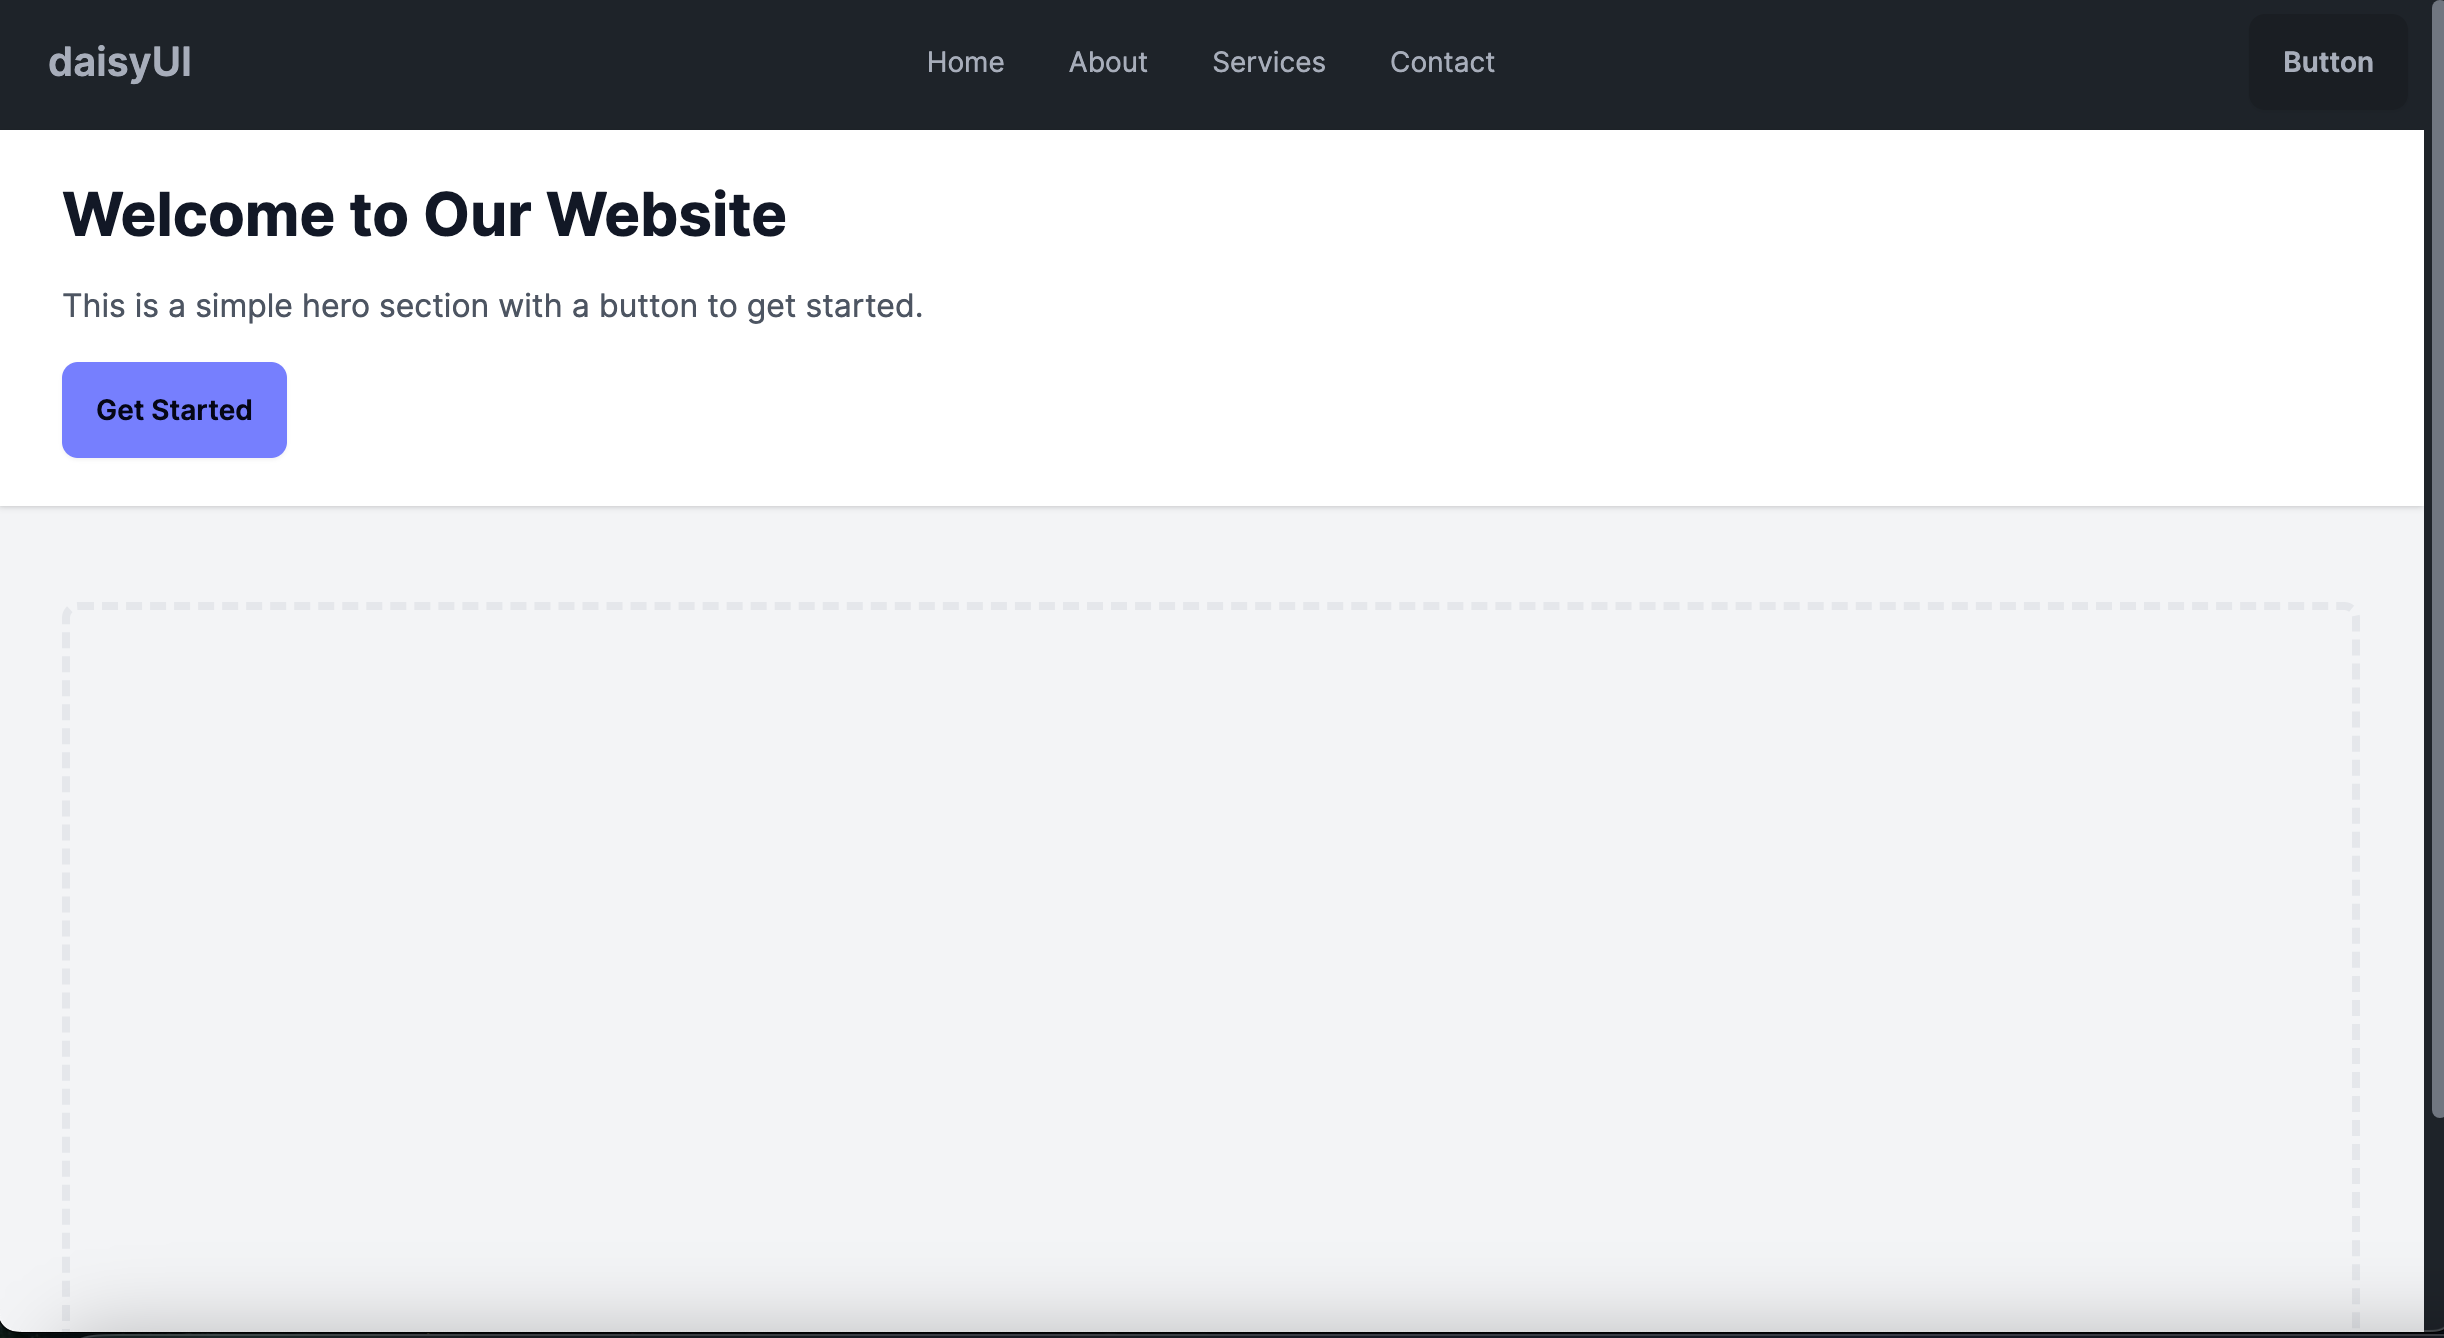 daisyUI
Home About Services Contact
Button
Welcome to Our Website
This is a simple hero section with a button to get started.
Get Started